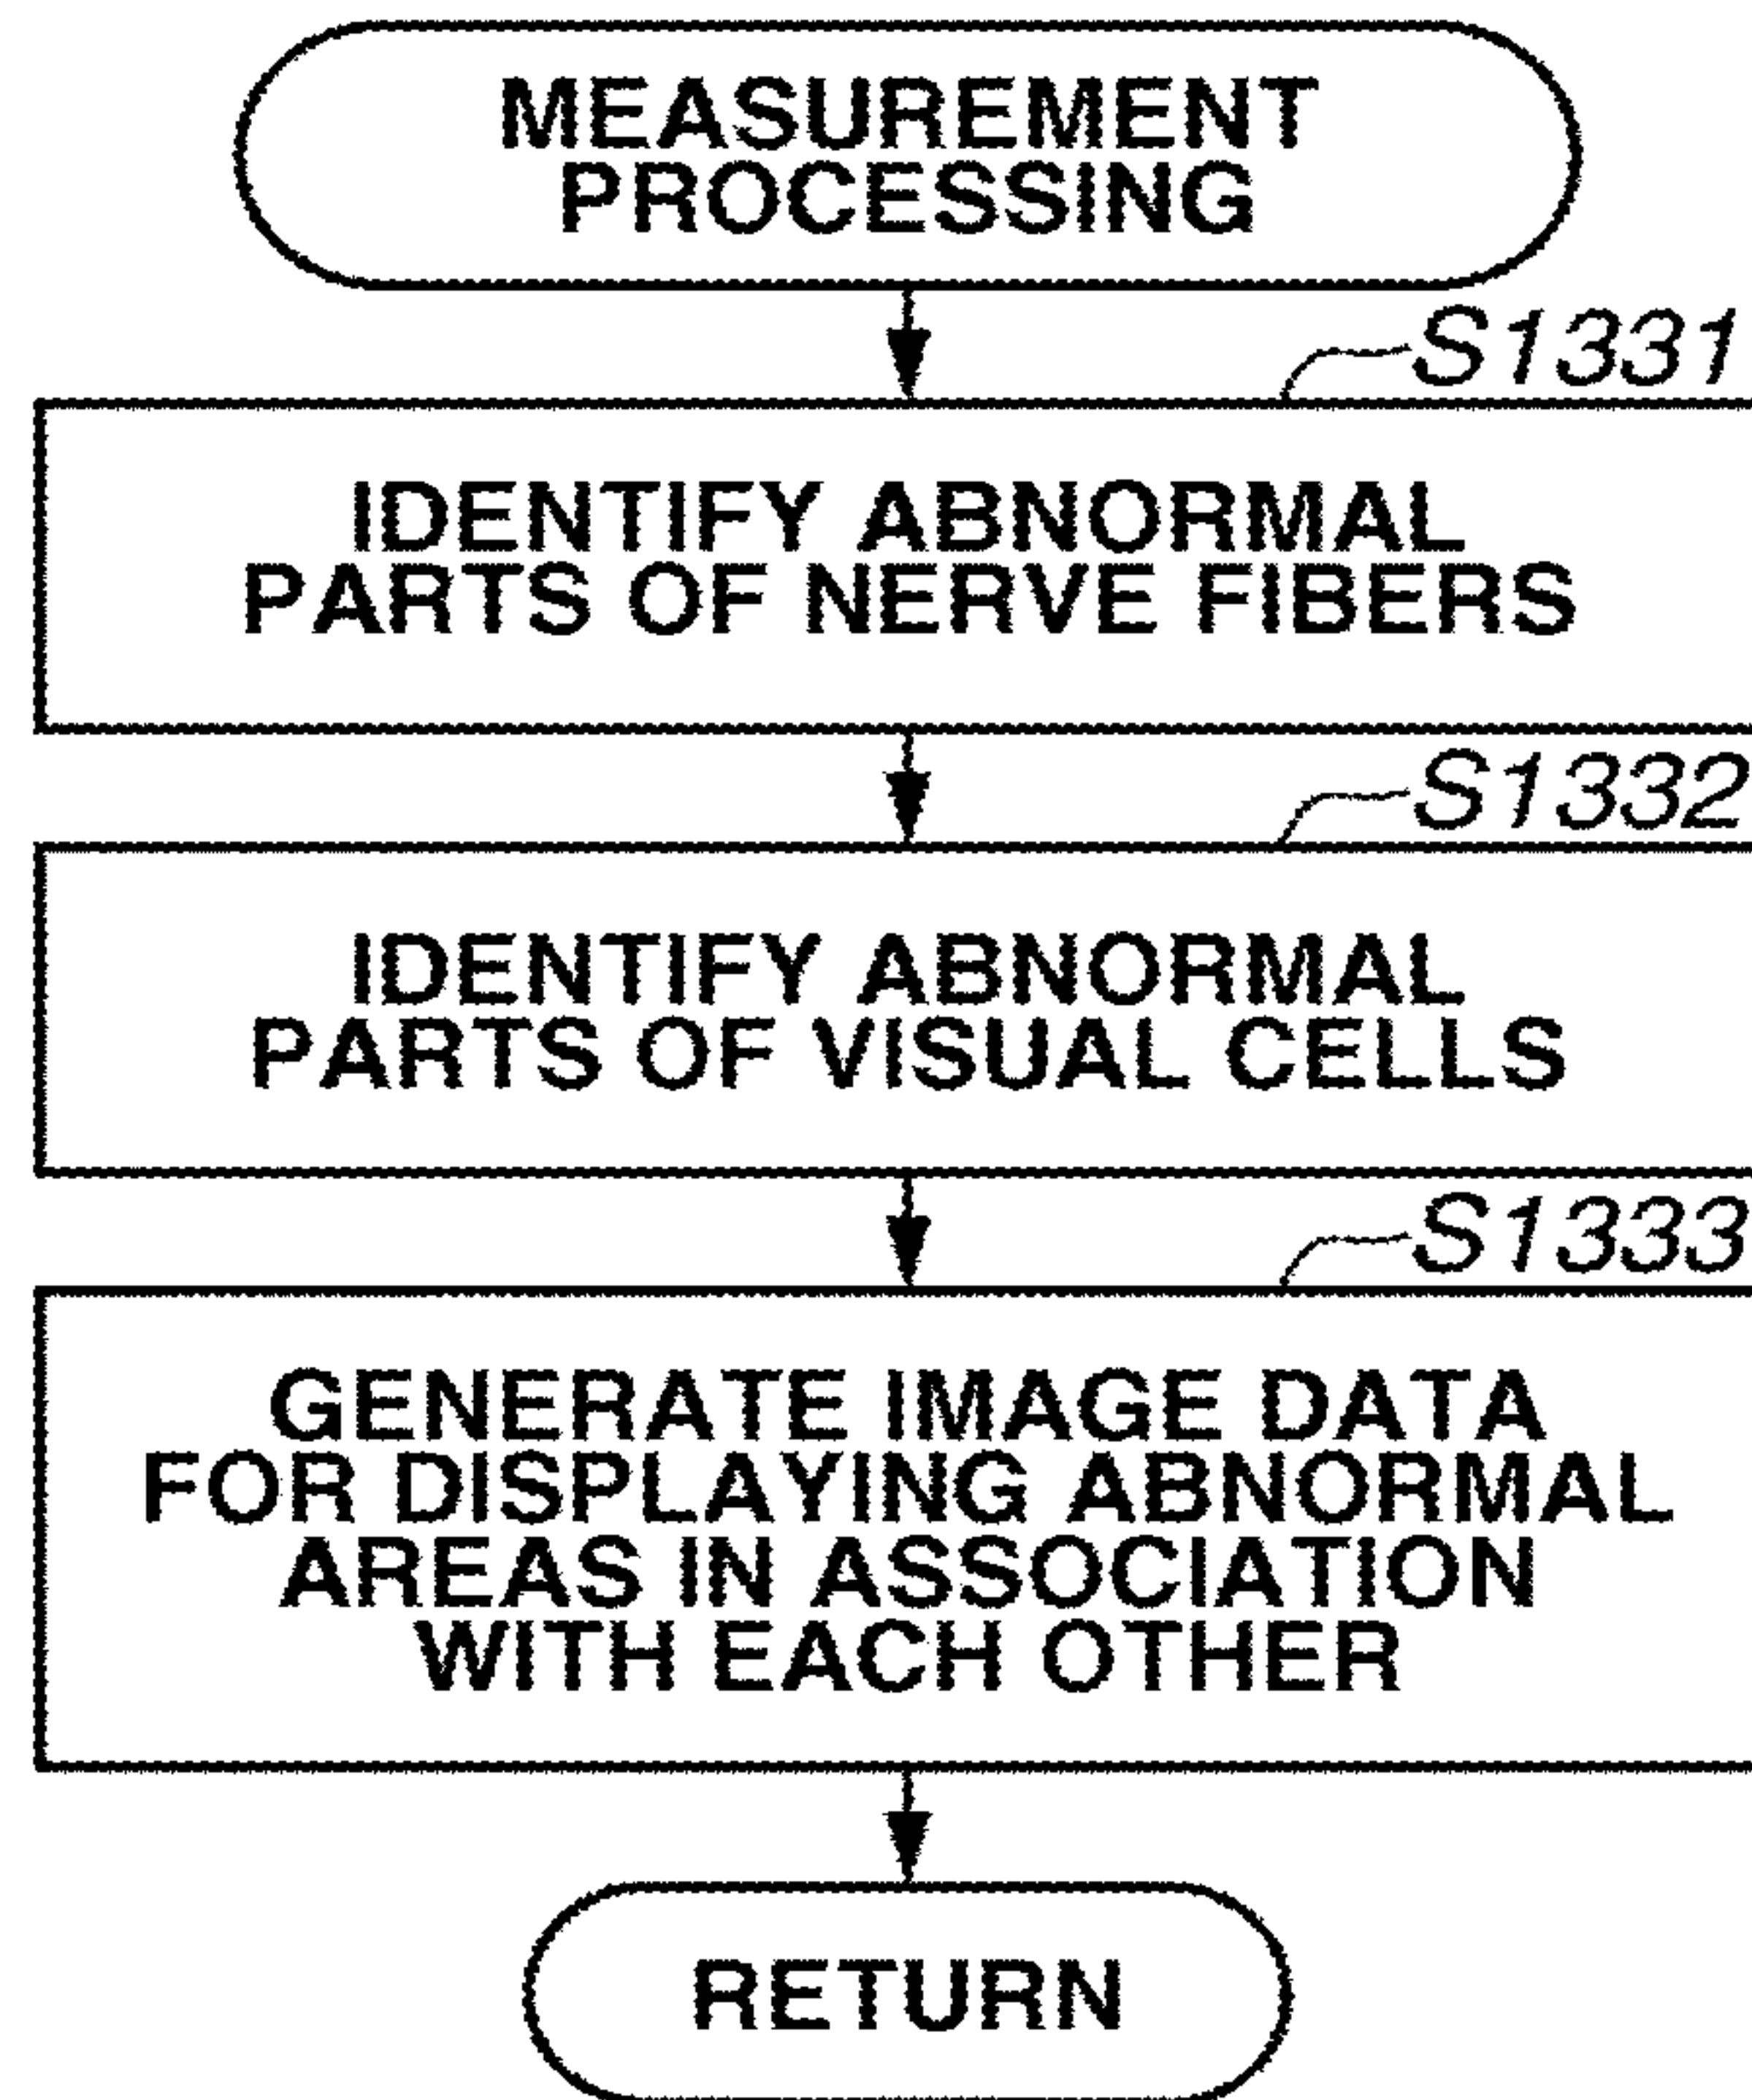 MEASUREMENT
PROCESSING
S1331
IDENTIFY ABNORMAL
PARTS OF NERVE FIBERS
S1332
IDENTIFY ABNORMAL
PARTS OF VISUAL CELLS
S1333
GENERATE IMAGE DATA
FOR DISPLAYING ABNORMAL
AREAS IN ASSOCIATION
WITH EACH OTHER
RETURN